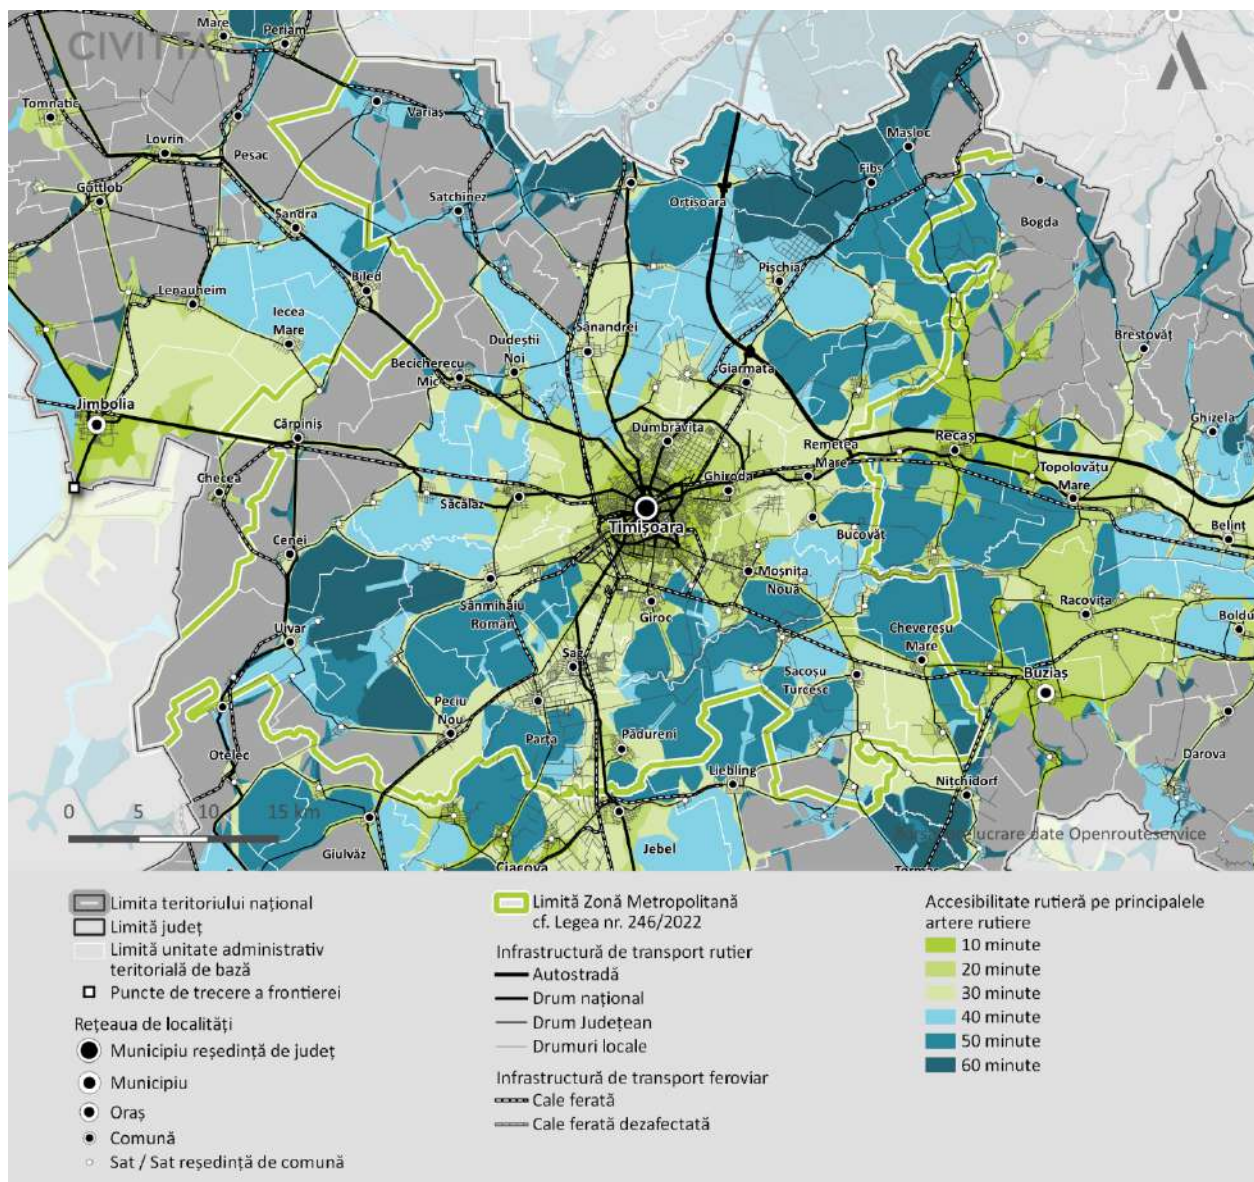 CIVITTA
Mare
Periam
Tomnatic
Variaș
Mașloc
Lovrin
Pesac
Fibș
Gottlob
Satchinez
Orțișoara
Sandra
Bogda
Pișchia
Biled
Lenauheim
Iecea
Mare
Sânandrei
Dudeștii
Noi
Brestovăț
Becicherecu
Mic
Giarmata
Jimbolia
Cărpiniș
Dumbrăvița
Ghizela
Remetea
Mare
Recaș
Checea
Ghiroda
Topolovățu
Mare
Săcălaz
Timișoara
Belinț
Cenei
Bucovăț
Moșnița
Nouă
Sânmihăiu
Român
Giroc
Racovița
Uivar
Cheveresu
Mare
Șag
Sacoșu
Turcesc
Buziaș
Peciu
Nou
Parța
Pădureni
Otelec
Darova
Liebling
Nitchidorf
0 5 10 15 km
lucrare date Openrouteservice
Giulvăz
Jebel
Ciacova
Limita teritoriului național
Limită județ
Limită unitate administrativ
teritorială de bază
Puncte de trecere a frontierei
Rețeaua de localități
Municipiu reședință de județ
Municipiu
Oraș
Comună
Sat / Sat reședință de comună
Limită Zonă Metropolitană
cf. Legea nr. 246/2022
Infrastructură de transport rutier
Autostradă
Drum național
Drum Județean
Drumuri locale
Infrastructură de transport feroviar
Cale ferată
Cale ferată dezafectată
Accesibilitate rutieră pe principalele
artere rutiere
10 minute
20 minute
30 minute
40 minute
50 minute
60 minute